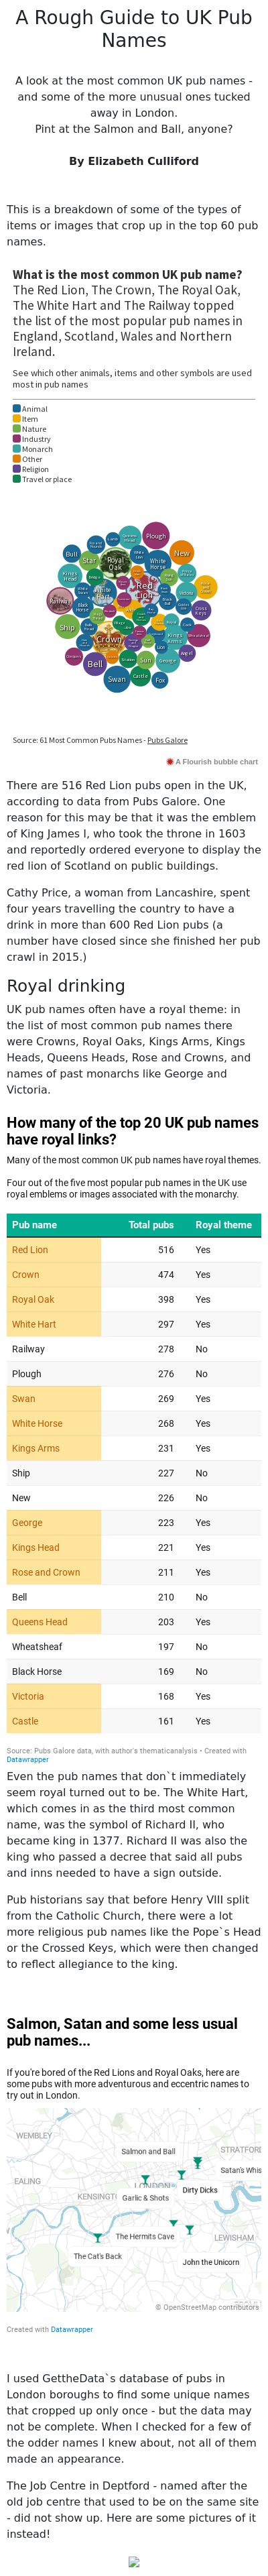 A Rough Guide to UK Pub
Names
A look at the most common UK pub names -
and some of the more unusual ones tucked
away in London.
Pint at the Salmon and Ball, anyone?
By Elizabeth Culliford
This is a breakdown of some of the types of
items or images that crop up in the top 60 pub
names.
What is the most common UK pub name?
The Red Lion, The Crown, The Royal Oak,
The White Hart and The Railway topped
the list of the most popular pub names in
England, Scotland, Wales and Northern
Ireland.
See which other animals, items and other symbols are used
most in pub names
Animal
Item
Nature
Industry
Monarch
Other
Religion
Travel or place
Plough
New
Bull
Star
Royal
Oak
White
Horse
Kings
Head
Red
Lion
Railway
White
Hart
Cross
Keys
Ship
Crown
Kings
Arms
Lion
Angel
Bell
Sun
George
Swan
Castle
Fox
Source: 61 Most Common Pubs Names - Pubs Galore
A Flourish bubble chart
There are 516 Red Lion pubs open in the UK,
according to data from Pubs Galore. One
reason for this may be that it was the emblem
of King James I, who took the throne in 1603
and reportedly ordered everyone to display the
red lion of Scotland on public buildings.
Cathy Price, a woman from Lancashire, spent
four years travelling the country to have a
drink in more than 600 Red Lion pubs (a
number have closed since she finished her pub
crawl in 2015.)
Royal drinking
UK pub names often have a royal theme: in
the list of most common pub names there
were Crowns, Royal Oaks, Kings Arms, Kings
Heads, Queens Heads, Rose and Crowns, and
names of past monarchs like George and
Victoria.
How many of the top 20 UK pub names
have royal links?
Many of the most common UK pub names have royal themes.
Four out of the five most popular pub names in the UK use
royal emblems or images associated with the monarchy.
Pub name Total pubs Royal theme
Red Lion 516 Yes
Crown 474 Yes
Royal Oak 398 Yes
White Hart 297 Yes
Railway 278 No
Plough 276 No
Swan 269 Yes
White Horse 268 Yes
Kings Arms 231 Yes
Ship 227 No
New 226 No
George 223 Yes
Kings Head 221 Yes
Rose and Crown 211 Yes
Bell 210 No
Queens Head 203 Yes
Wheatsheaf 197 No
Black Horse 169 No
Victoria 168 Yes
Castle 161 Yes
Source: Pubs Galore data, with author's thematicanalysis • Created with
Datawrapper
Even the pub names that don`t immediately
seem royal turned out to be. The White Hart,
which comes in as the third most common
name, was the symbol of Richard II, who
became king in 1377. Richard II was also the
king who passed a decree that said all pubs
and inns needed to have a sign outside.
Pub historians say that before Henry VIII split
from the Catholic Church, there were a lot
more religious pub names like the Pope`s Head
or the Crossed Keys, which were then changed
to reflect allegiance to the king.
Salmon, Satan and some less usual
pub names...
If you're bored of the Red Lions and Royal Oaks, here are
some pubs with more adventurous and eccentric names to
try out in London.
WEMBLEY
Salmon and Ball
STRATFORD
EALING
Satan's Whis
LONDON
Dirty Dicks
KENSINGT
Garlic & Shots
The Hermits Cave
LEWISHAM
The Cat's Back
John the Unicorn
© OpenStreetMap contributors
Created with Datawrapper
I used GettheData`s database of pubs in
London boroughs to find some unique names
that cropped up only once - but the data may
not be complete. When I checked for a few of
the odder names I knew about, not all of them
made an appearance.
The Job Centre in Deptford - named after the
old job centre that used to be on the same site
- did not show up. Here are some pictures of it
instead!